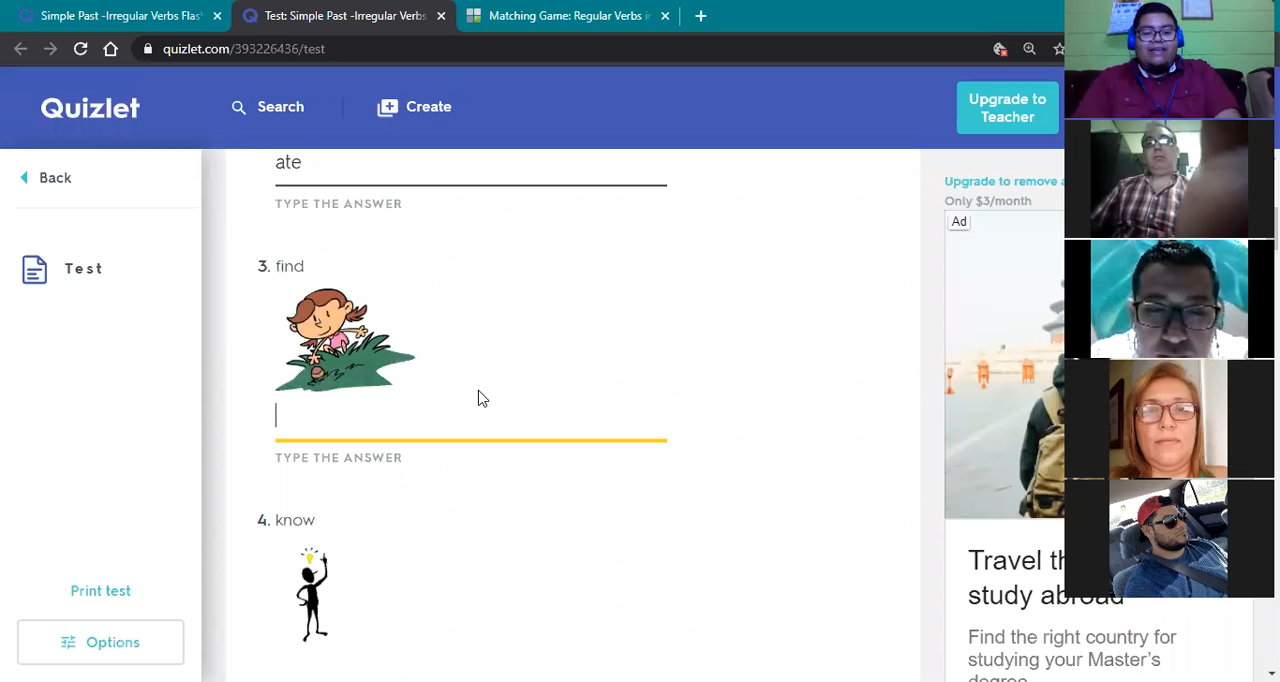 Simple Past -Irregular Verbs Flas
Test: Simple Past -Irregular Verbs
Matching Game: Regular Verbs in
quizlet.com/393226436/test
Quizlet
Search
Create
Upgrade to
Teacher
Back
Test
Print test
Options
ate
TYPE THE ANSWER
3. find
TYPE THE ANSWER
4. know
Upgrade to remove a
Only $3/month
Ad
Travel th
study abroad
Find the right country for
studying your Master's
degree